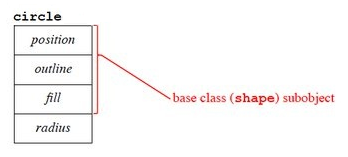 circle
position
outline
fill
base class (shape) subobject
radius